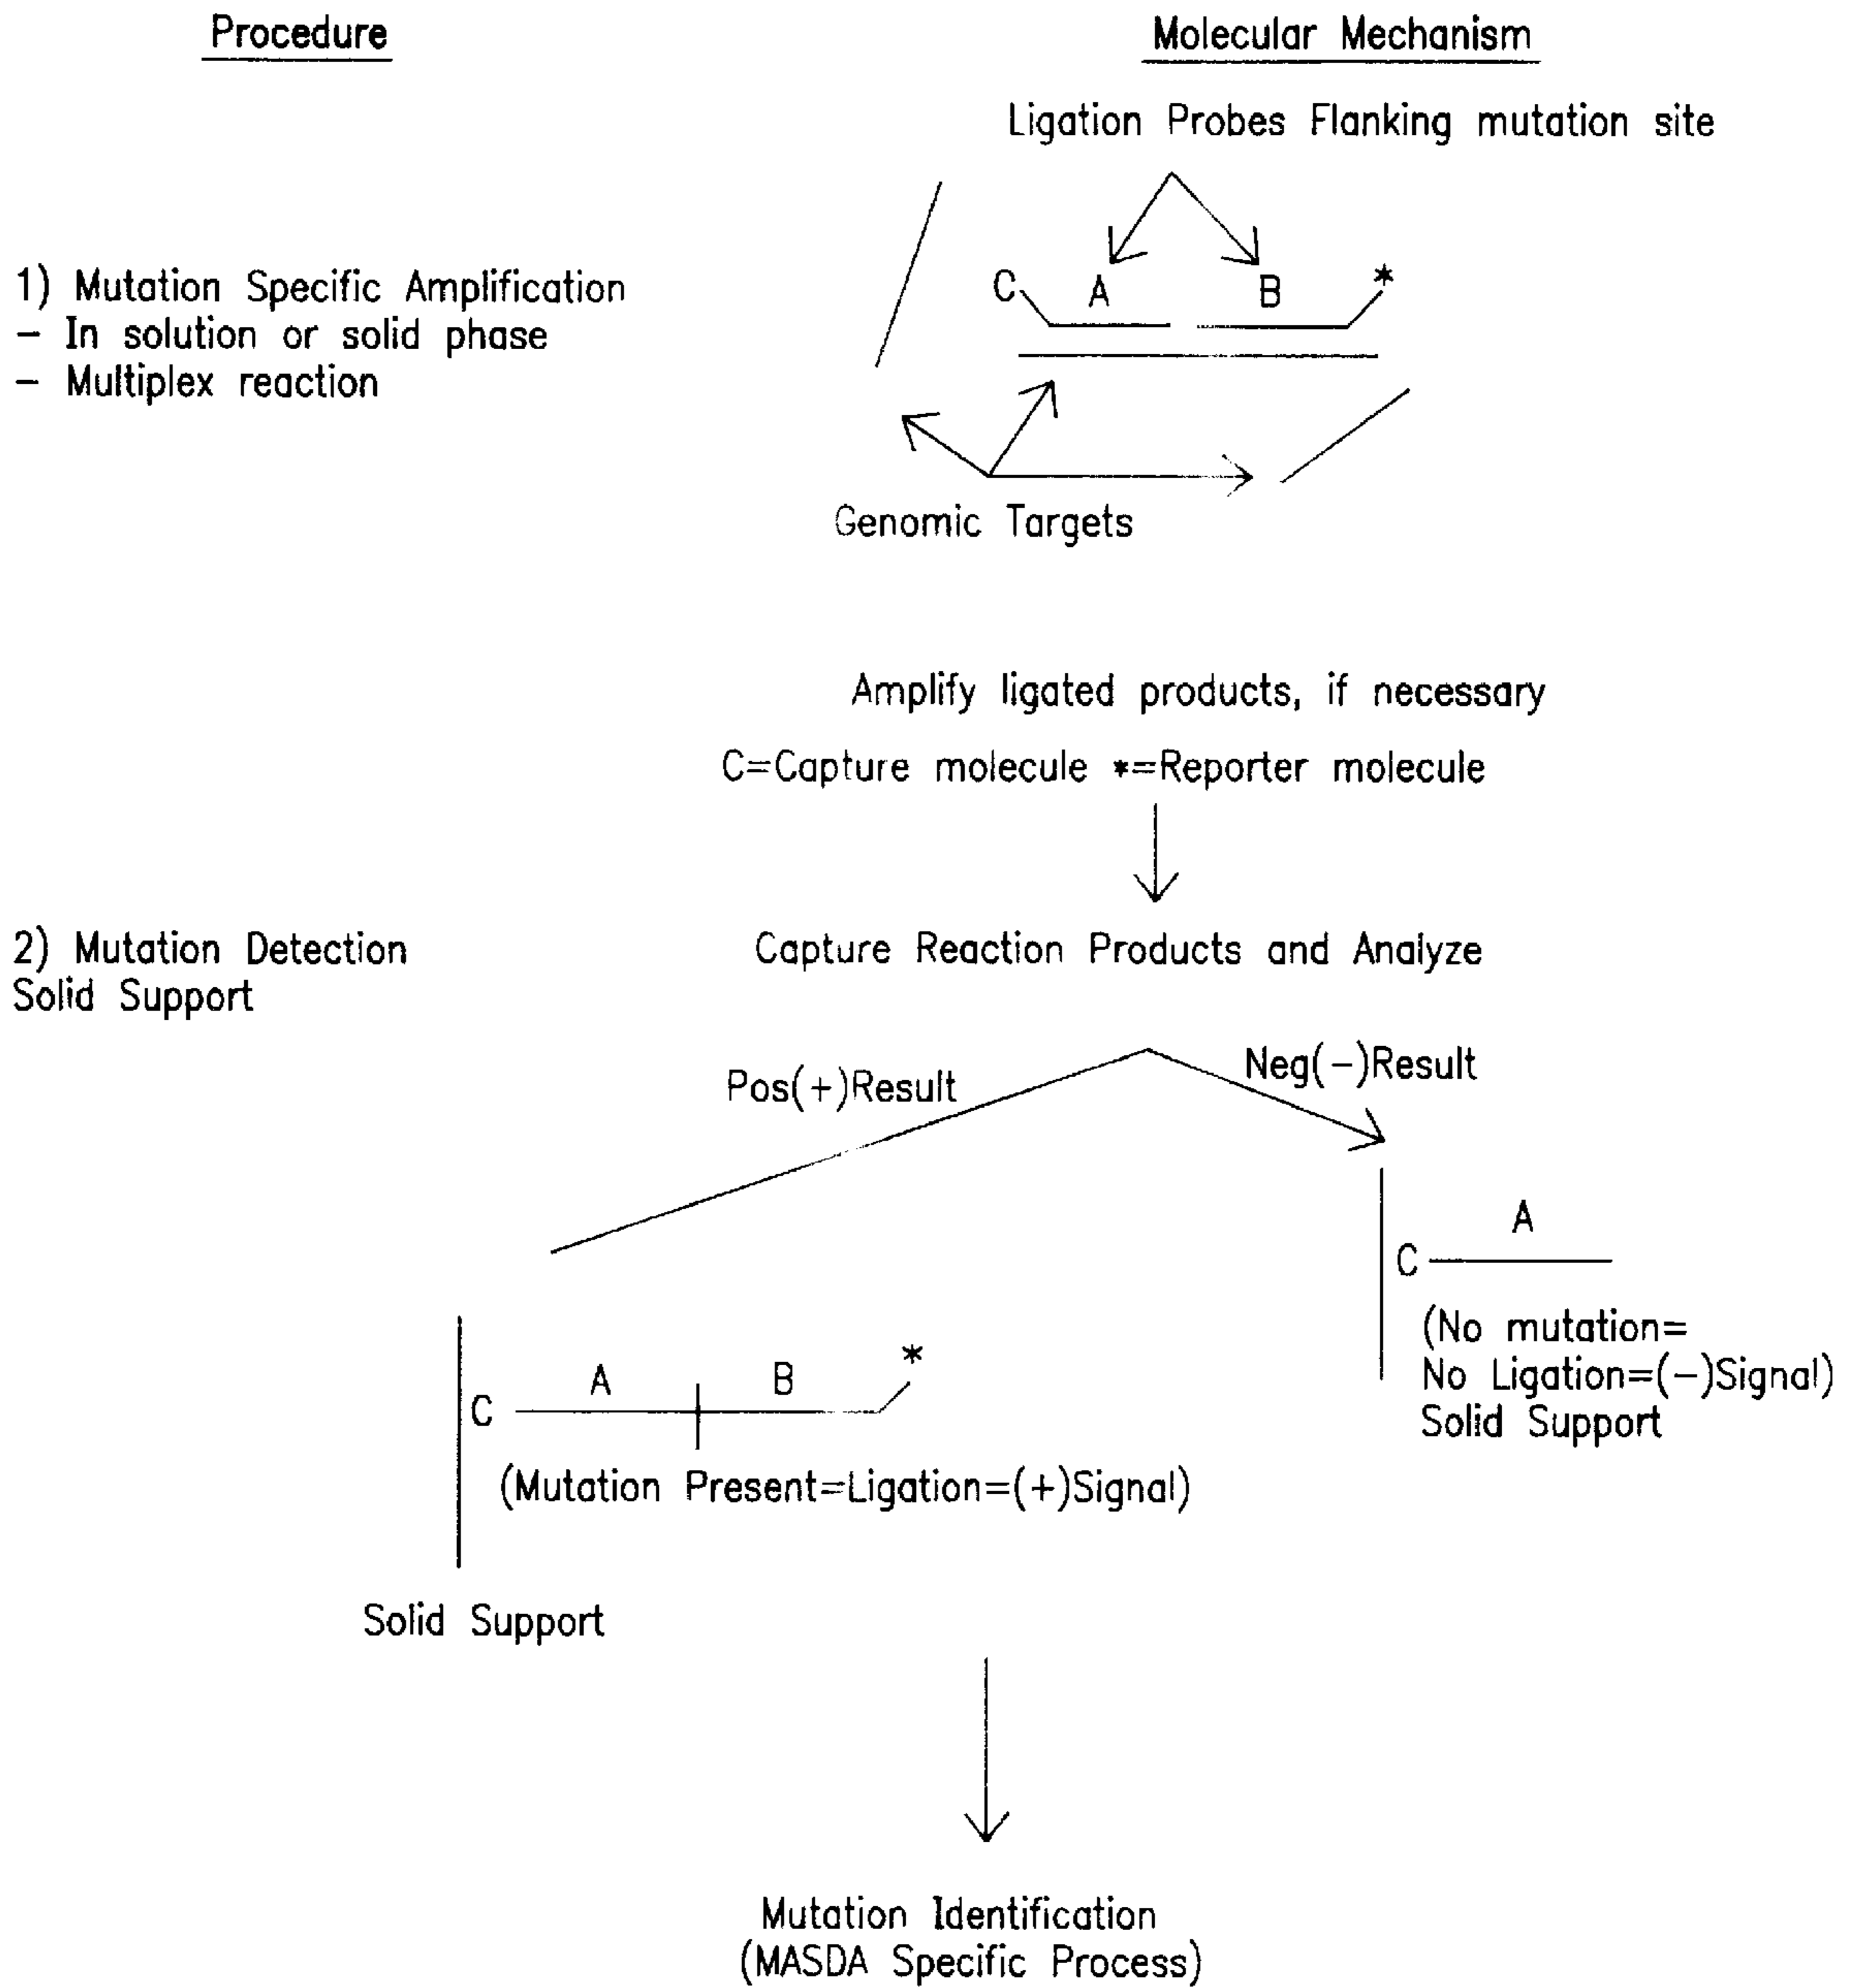 Procedure
Molecular Mechanism
Ligation Probes Flanking mutation site
1) Mutation Specific Amplification
- In solution or solid phase
- Multiplex reaction
C A B *
Genomic Targets
Amplify ligated products, if necessary
C=Capture molecule *=Reporter molecule
2) Mutation Detection
Solid Support
Capture Reaction Products and Analyze
Pos(+)Result
Neg(-)Result
A
C
(No mutation=
No Ligation=(-)Signal)
Solid Support
A B *
C
(Mutation Present=Ligation=(+)Signal)
Solid Support
Mutation Identification
(MASDA Specific Process)